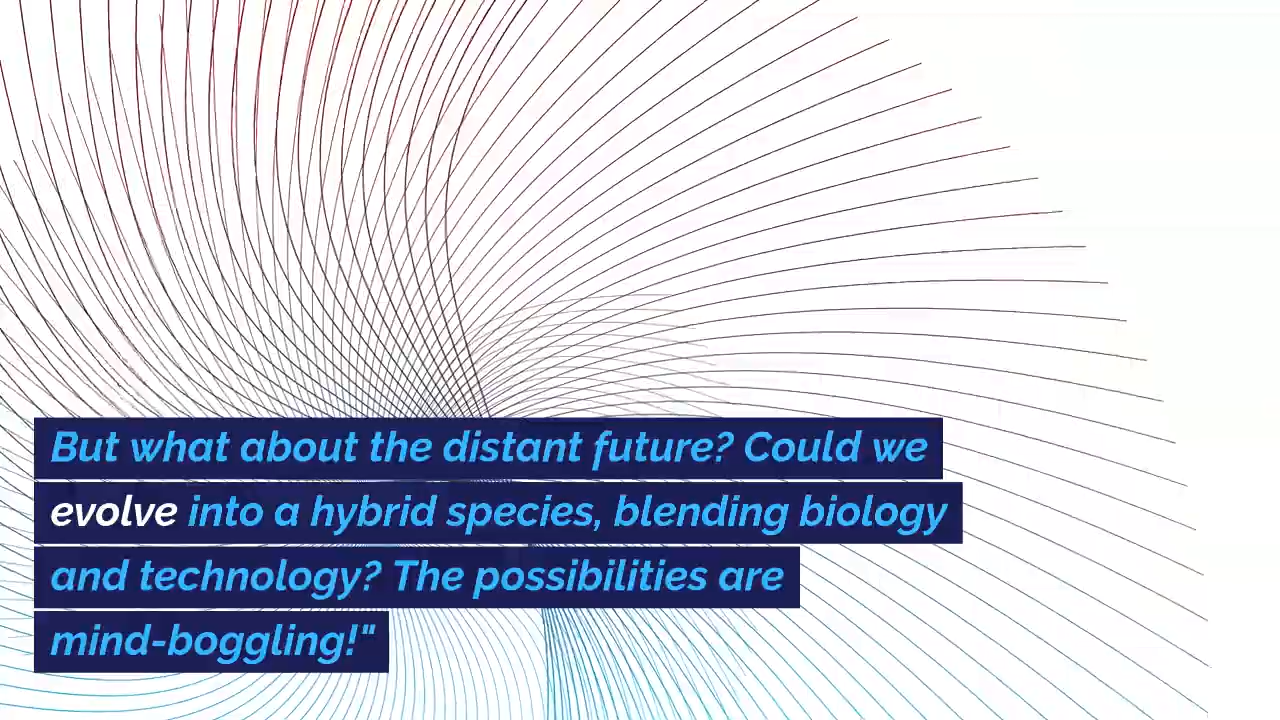 But what about the distant future? Could we
evolve into a hybrid species, blending biology
and technology? The possibilities are
mind-boggling!"